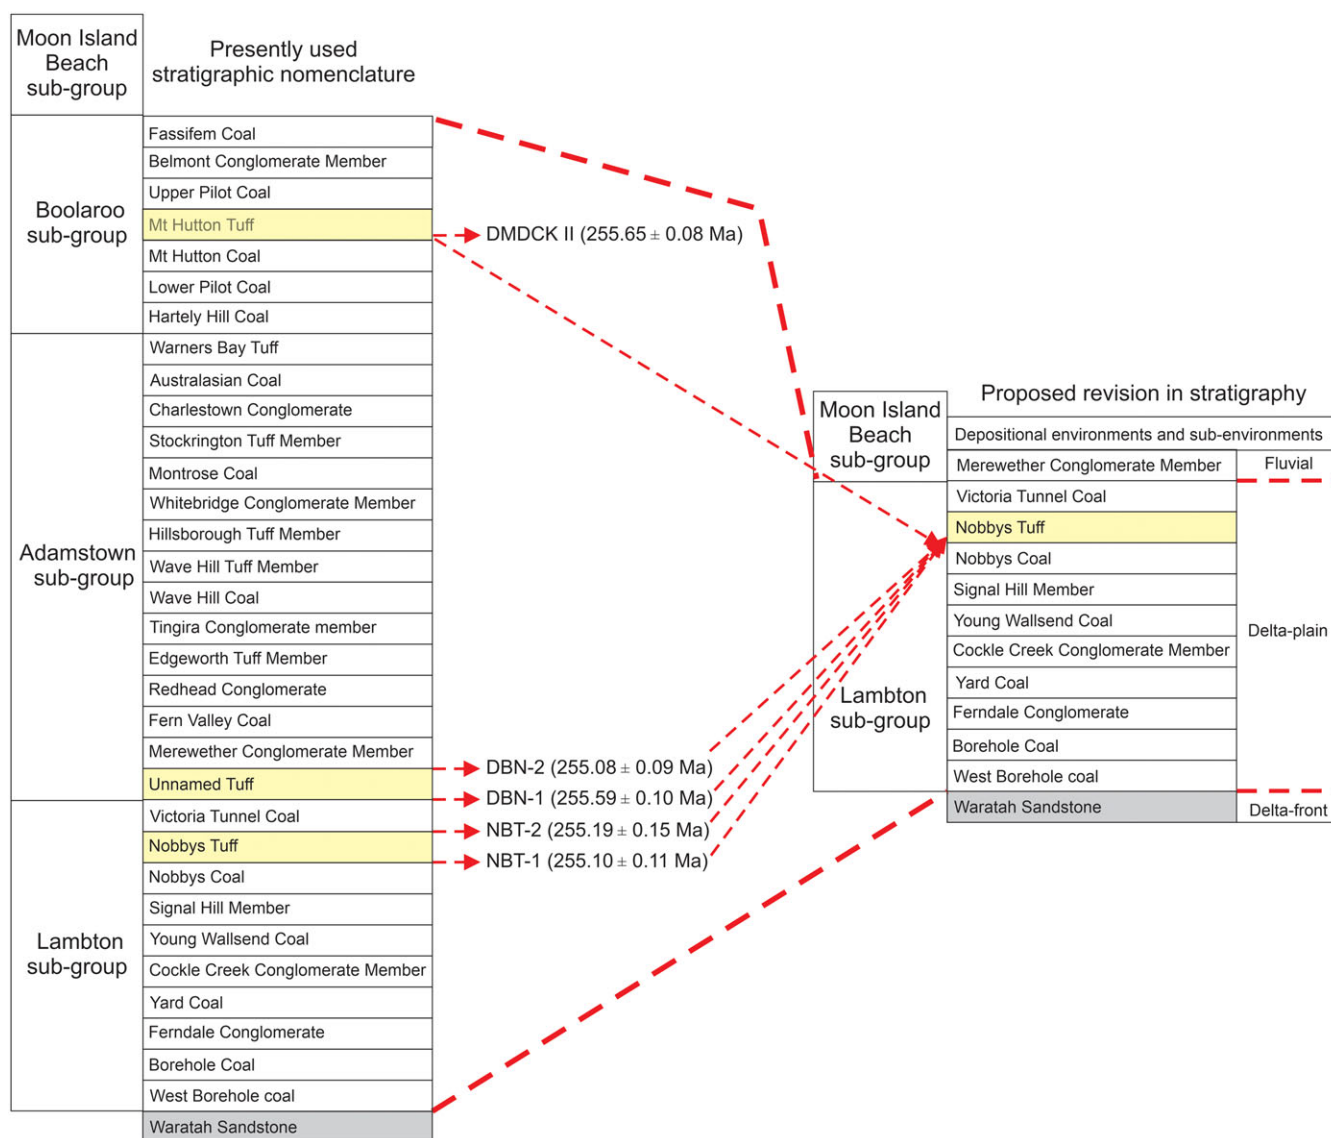 Moon Island
Beach
sub-group
Presently used
stratigraphic nomenclature
Boolaroo
sub-group
Fassifem Coal
Belmont Conglomerate Member
Upper Pilot Coal
Mt Hutton Tuff
Mt Hutton Coal
Lower Pilot Coal
Hartely Hill Coal
DMDCK II (255.65 ± 0.08 Ma)
Adamstown
sub-group
Warners Bay Tuff
Australasian Coal
Charlestown Conglomerate
Stockrington Tuff Member
Montrose Coal
Whitebridge Conglomerate Member
Hillsborough Tuff Member
Wave Hill Tuff Member
Wave Hill Coal
Tingira Conglomerate member
Edgeworth Tuff Member
Redhead Conglomerate
Fern Valley Coal
Merewether Conglomerate Member
Unnamed Tuff
DBN-2 (255.08 ± 0.09 Ma)
DBN-1 (255.59 ± 0.10 Ma)
NBT-2 (255.19 ± 0.15 Ma)
NBT-1 (255.10 ± 0.11 Ma)
Lambton
sub-group
Victoria Tunnel Coal
Nobbys Tuff
Nobbys Coal
Signal Hill Member
Young Wallsend Coal
Cockle Creek Conglomerate Member
Yard Coal
Ferndale Conglomerate
Borehole Coal
West Borehole coal
Waratah Sandstone
Moon Island
Beach
sub-group
Proposed revision in stratigraphy
Depositional environments and sub-environments
Merewether Conglomerate Member
Fluvial
Lambton
sub-group
Victoria Tunnel Coal
Nobbys Tuff
Nobbys Coal
Signal Hill Member
Young Wallsend Coal
Cockle Creek Conglomerate Member
Yard Coal
Ferndale Conglomerate
Borehole Coal
West Borehole coal
Delta-plain
Waratah Sandstone
Delta-front